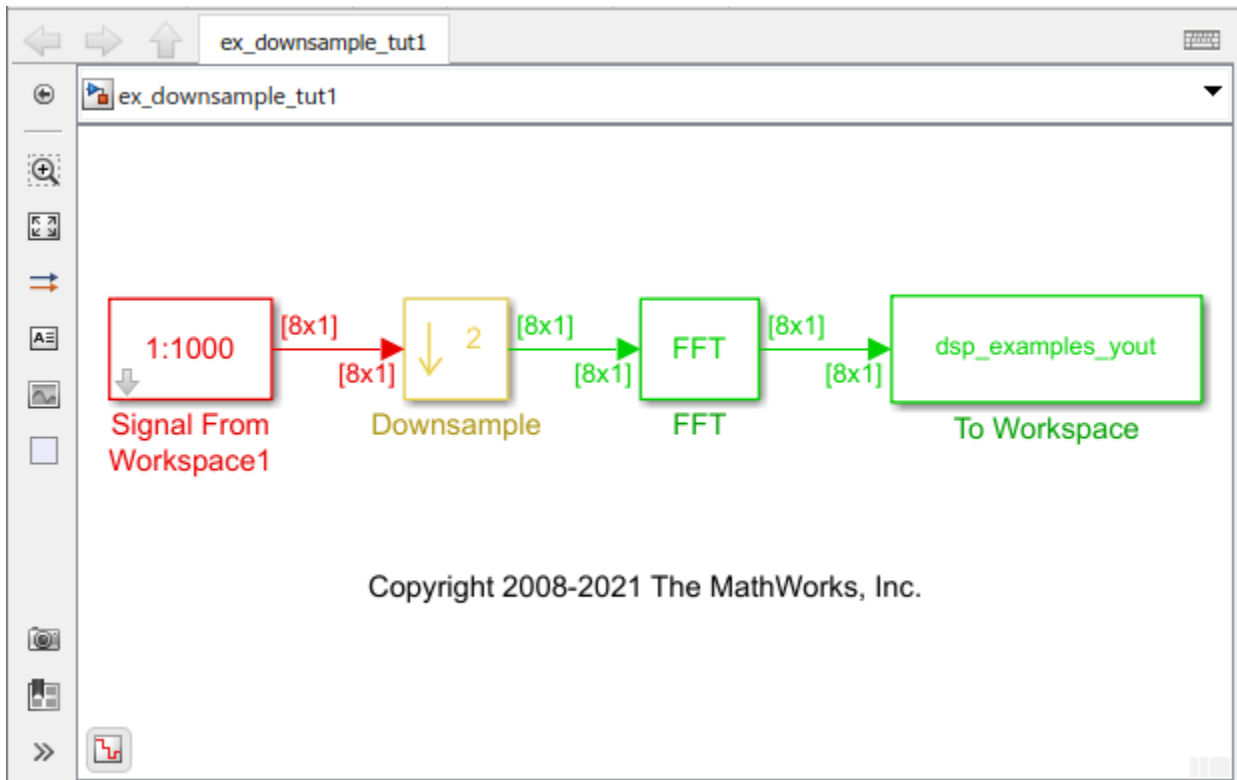 ex_downsample_tut1
ex_downsample_tut1
1:1000
[8x1]
[8x1]
2
[8x1]
[8x1]
FFT
[8x1]
[8x1]
dsp_examples_yout
Signal From
Workspace1
Downsample
FFT
To Workspace
Copyright 2008-2021 The MathWorks, Inc.